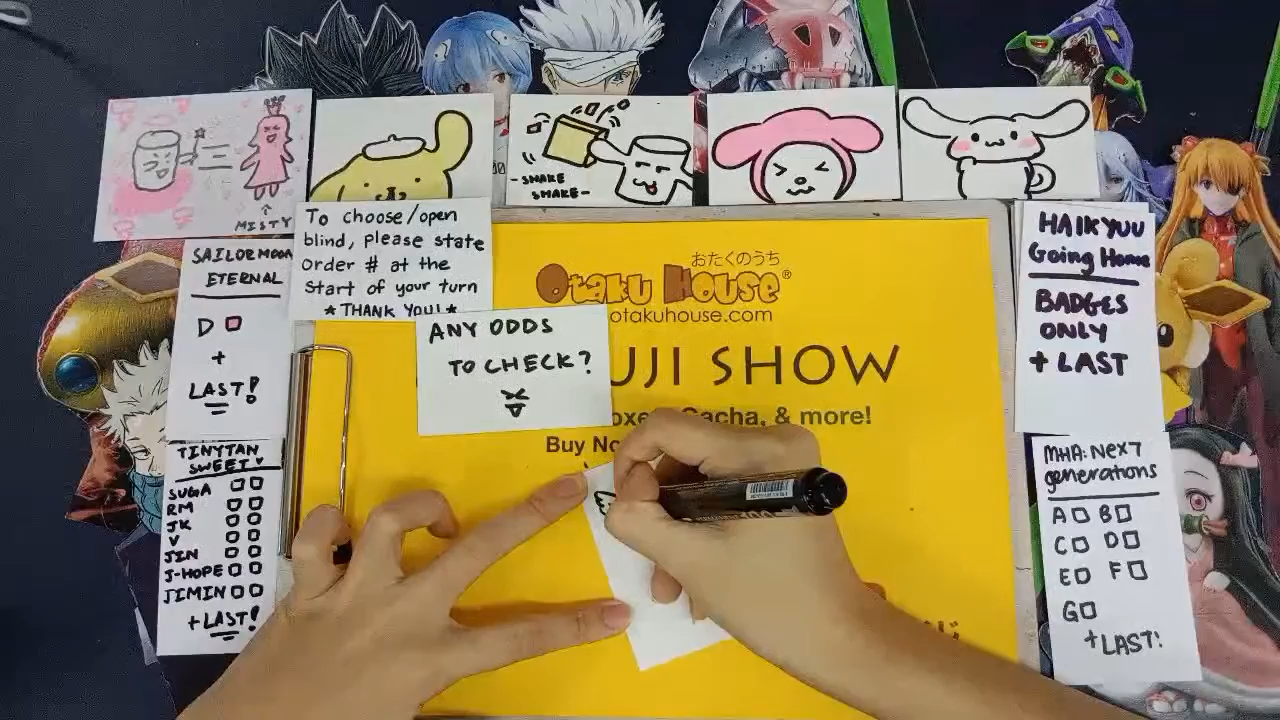 MISTY
- SHAKE
SHAKE -
To choose/open
blind, please state
Order # at the
Start of your turn
★ THANK YOU! ★
SAILORMOON
ETERNAL
D
+
LAST!
ANY ODDS
TO CHECK?
おたくのうち
OTAKU HOUSE®
otakuhouse.com
UJI SHOW
Gacha, & more!
Buy No
TINYTAN
SWEET
SUGA
RM
JK
V
JIN
J-HOPE
JIMIN
+LAST!
HAIKYUU
Going Home
BADGES
ONLY
+ LAST
MHA: NEXT
generations
A B
C D
E F
G
+LAST!